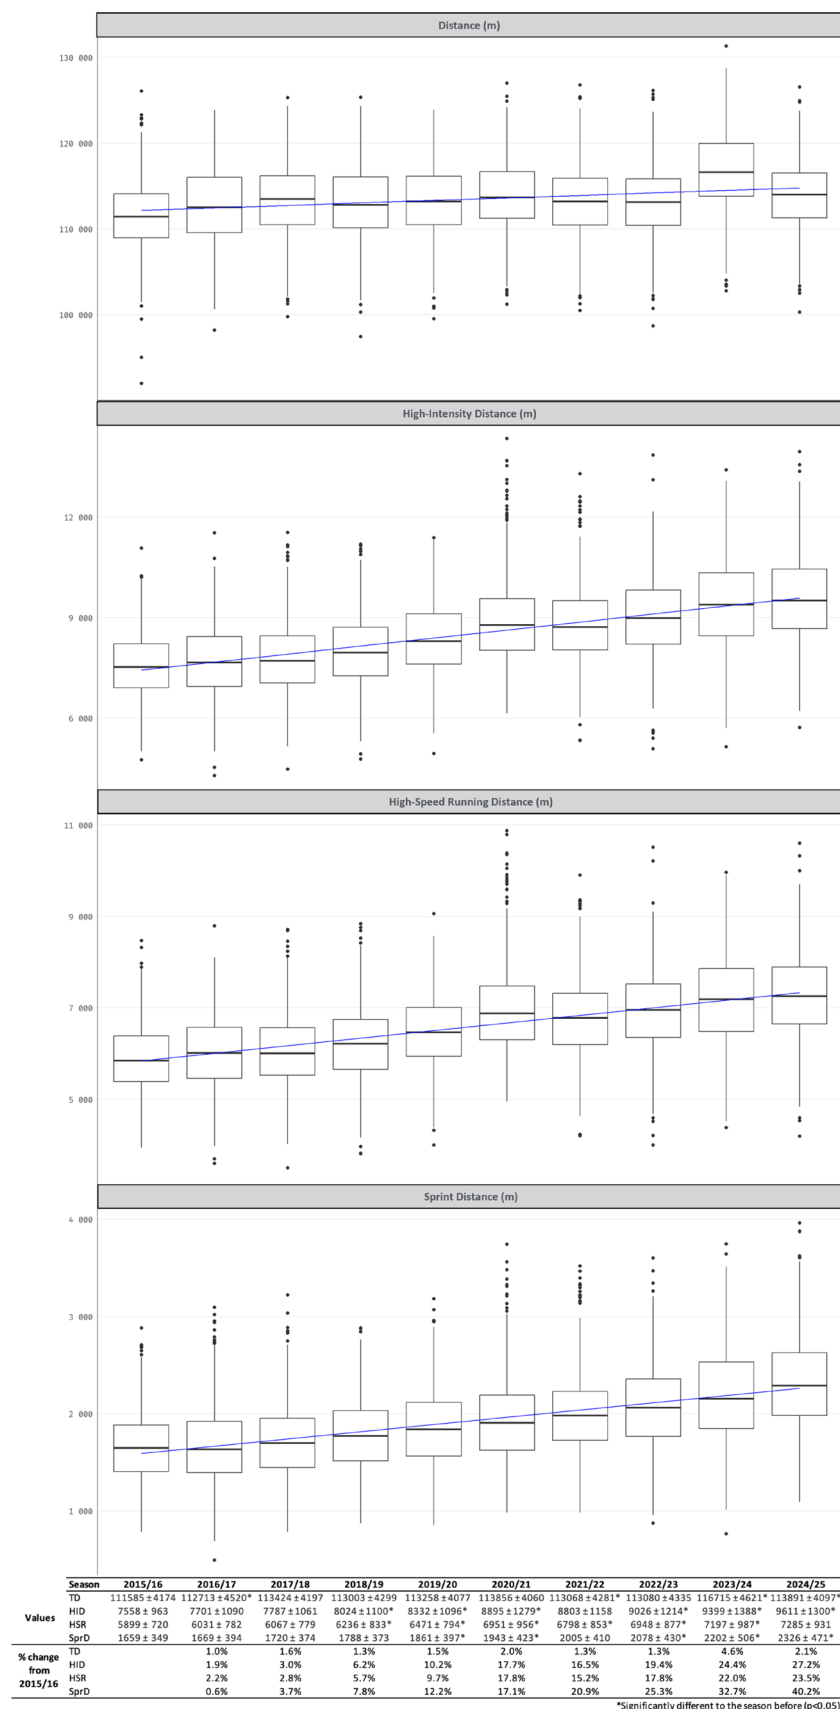 Distance (m)
130 000
120 000
110 000
100 000
High-Intensity Distance (m)
12 000
9 000
6 000
High-Speed Running Distance (m)
11 000
9 000
7 000
5 000
Sprint Distance (m)
4 000
3 000
2 000
1 000
Season 2015/16 2016/17 2017/18 2018/19 2019/20 2020/21 2021/22 2022/23 2023/24 2024/25
Values
TD 111585 ±4174 112713 ±4520* 113424 ±4197 113003 ±4299 113258 ±4077 113856 ±4060 113068 ±4281* 113080 ±4335 116715 ±4621* 113891 ±4097*
HID 7558 ± 963 7701 ±1090 7787 ±1061 8024 ±1100* 8332 ±1096* 8895 ±1279* 8803 ±1158 9026 ±1214* 9399 ±1388* 9611 ±1300*
HSR 5899 ± 720 6031 ± 782 6067 ± 779 6236 ± 833* 6471 ± 794* 6951 ± 956* 6798 ± 853* 6948 ± 877* 7197 ± 987* 7285 ± 931
SprD 1659 ± 349 1669 ± 394 1720 ± 374 1788 ± 373 1861 ± 397* 1943 ± 423* 2005 ± 410 2078 ± 430* 2202 ± 506* 2326 ± 471*
% change from 2015/16
TD 1.0% 1.6% 1.3% 1.5% 2.0% 1.3% 1.3% 4.6% 2.1%
HID 1.9% 3.0% 6.2% 10.2% 17.7% 16.5% 19.4% 24.4% 27.2%
HSR 2.2% 2.8% 5.7% 9.7% 17.8% 15.2% 17.8% 22.0% 23.5%
SprD 0.6% 3.7% 7.8% 12.2% 17.1% 20.9% 25.3% 32.7% 40.2%
*Significantly different to the season before (p<0.05)